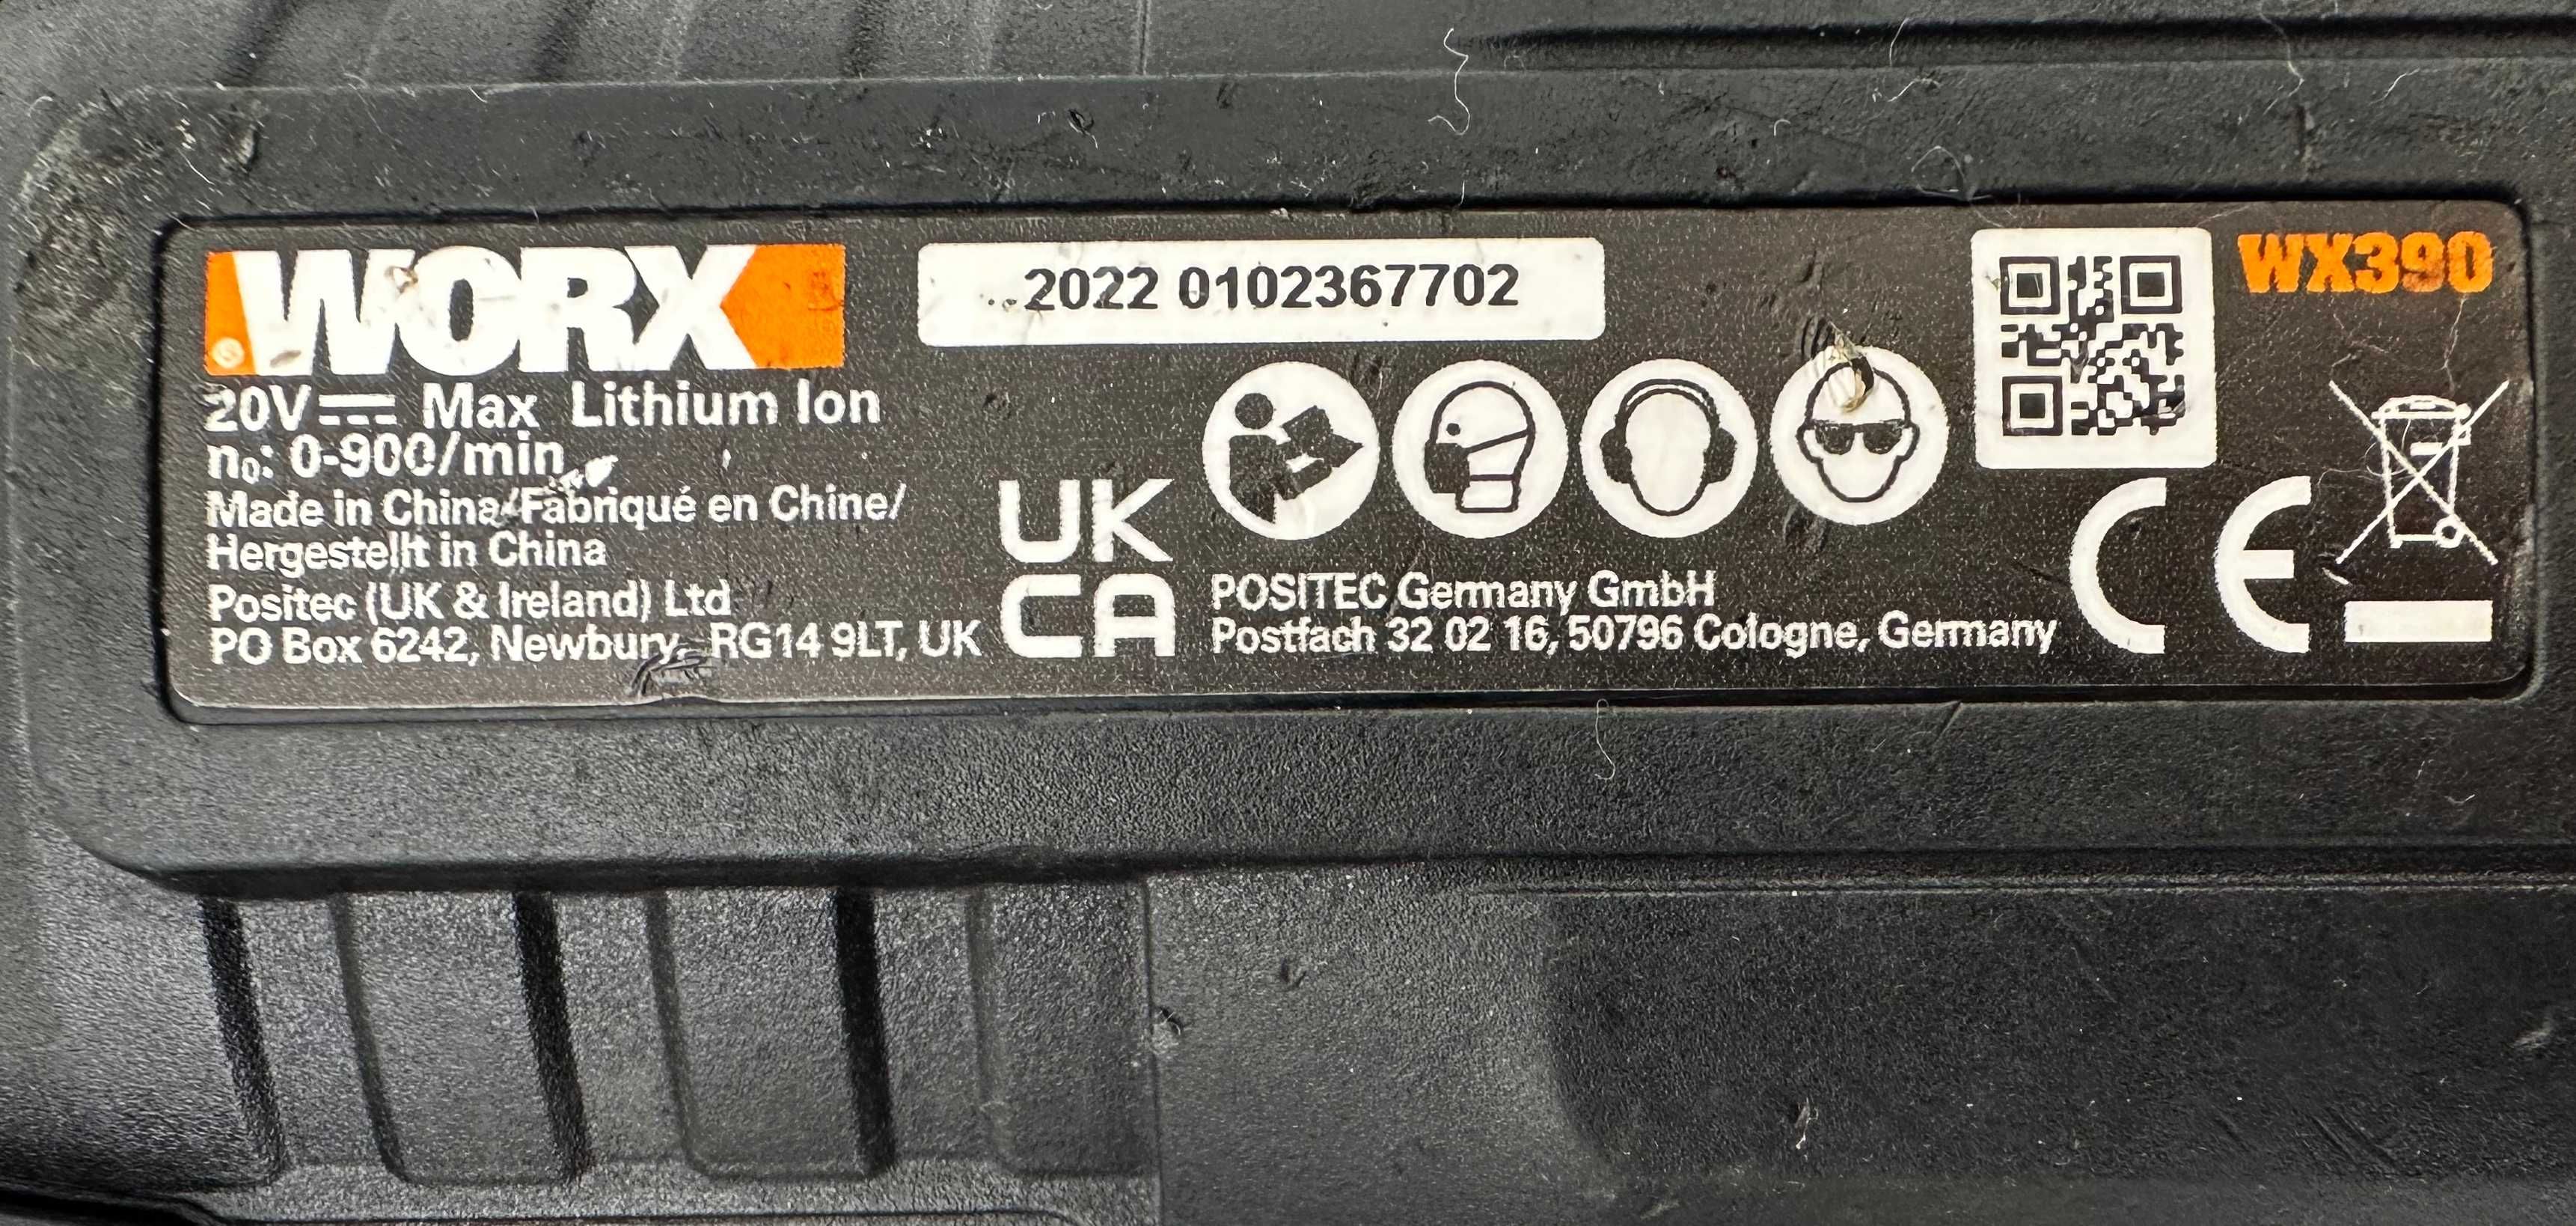 WORX
®
2022 0102367702
WX390
20V⎓ Max Lithium Ion
n₀: 0-900/min
Made in China/Fabriqué en Chine/
Hergestellt in China
Positec (UK & Ireland) Ltd
PO Box 6242, Newbury, RG14 9LT, UK
UK
CA
POSITEC Germany GmbH
Postfach 32 02 16, 50796 Cologne, Germany
CE